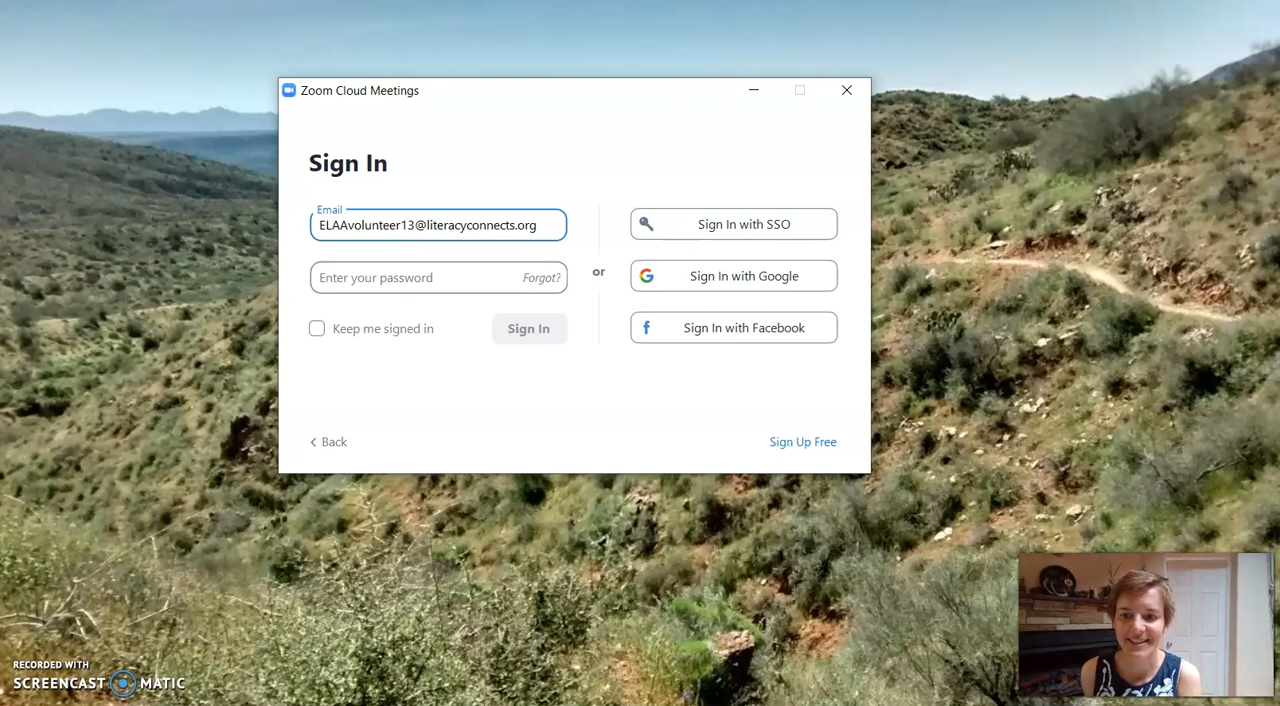 Zoom Cloud Meetings
Sign In
Email
ELAAvolunteer13@literacyconnects.org
Enter your password
Forgot?
Keep me signed in
Sign In
or
Sign In with SSO
Sign In with Google
Sign In with Facebook
Back
Sign Up Free
RECORDED WITH
SCREENCAST MATIC